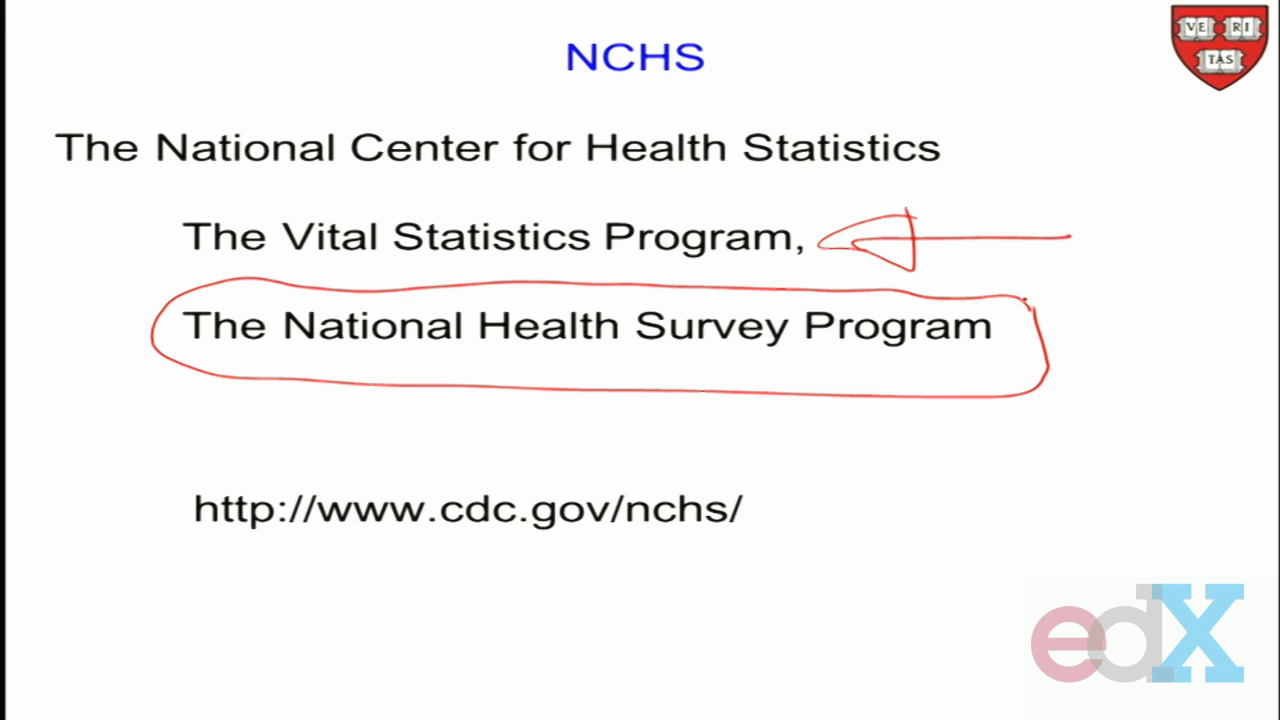 NCHS
VE RI
TAS
The National Center for Health Statistics
The Vital Statistics Program,
The National Health Survey Program
http://www.cdc.gov/nchs/
edX